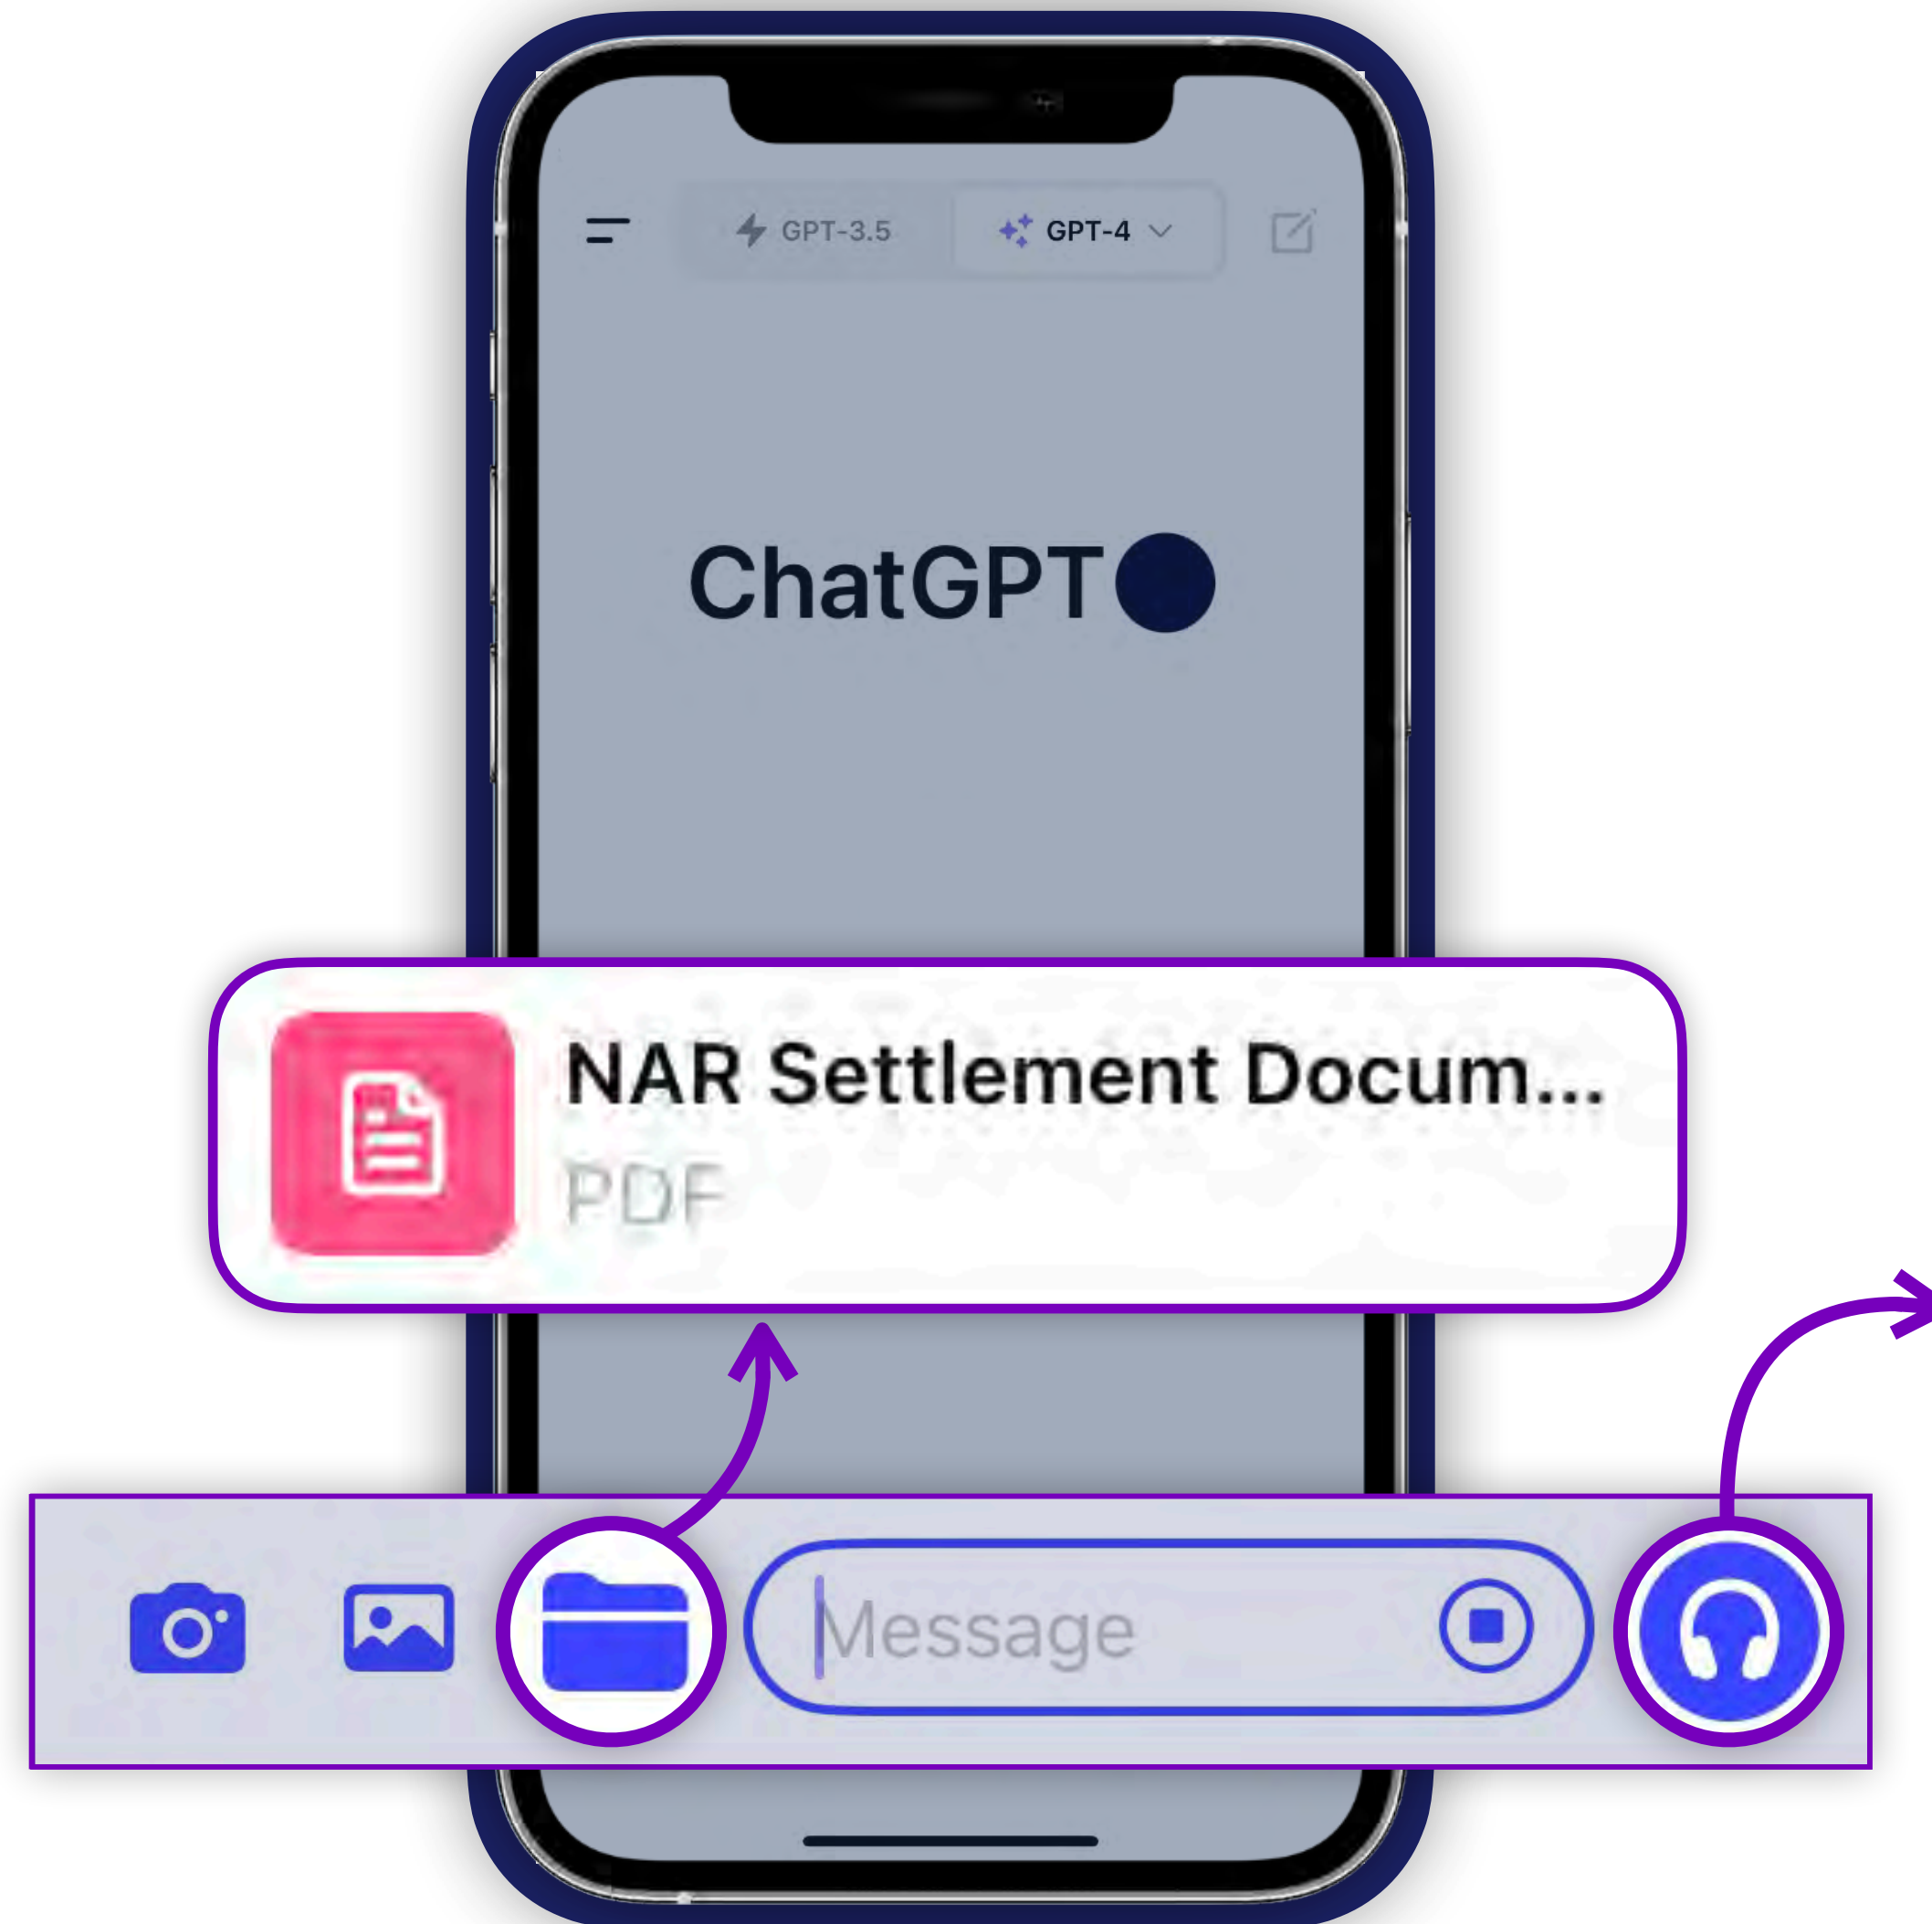 GPT-3.5
GPT-4
ChatGPT
NAR Settlement Docum...
PDF
Message